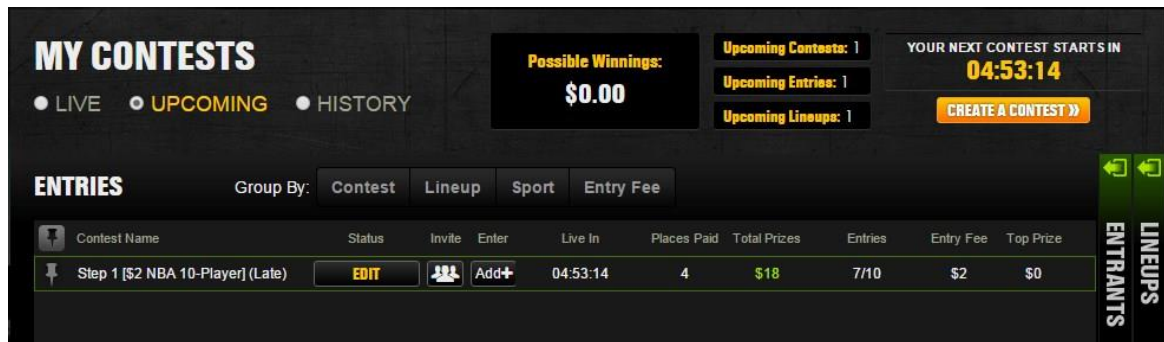 MY CONTESTS
LIVE UPCOMING HISTORY
Possible Winnings:
$0.00
Upcoming Contests: 1
Upcoming Entries: 1
Upcoming Lineups: 1
YOUR NEXT CONTEST STARTS IN
04:53:14
CREATE A CONTEST »
ENTRIES Group By: Contest Lineup Sport Entry Fee
Contest Name Status Invite Enter Live In Places Paid Total Prizes Entries Entry Fee Top Prize
Step 1 [$2 NBA 10-Player] (Late) EDIT Add+ 04:53:14 4 $18 7/10 $2 $0
ENTRANTS
LINEUPS